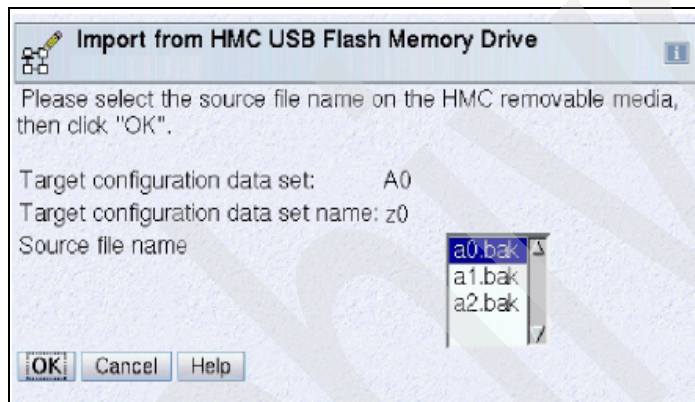 Import from HMC USB Flash Memory Drive
i
Please select the source file name on the HMC removable media,
then click "OK".
Target configuration data set: A0
Target configuration data set name: z0
Source file name
a0.bak
a1.bak
a2.bak
OK Cancel Help